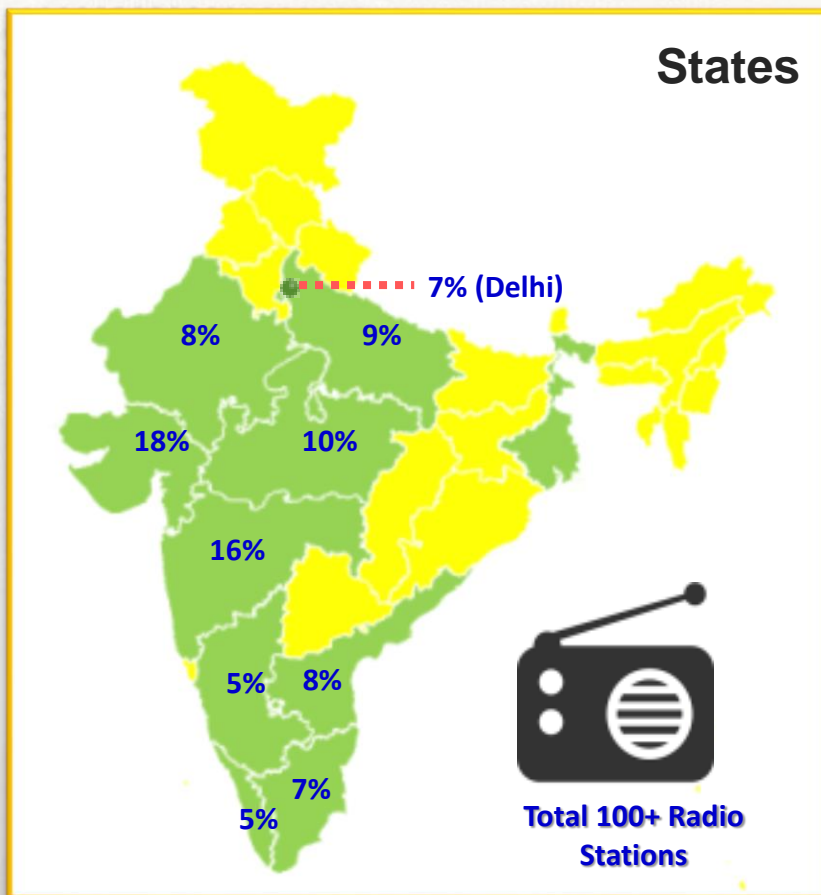 States
7% (Delhi)
8%
9%
18%
10%
16%
5%
8%
7%
5%
Total 100+ Radio
Stations